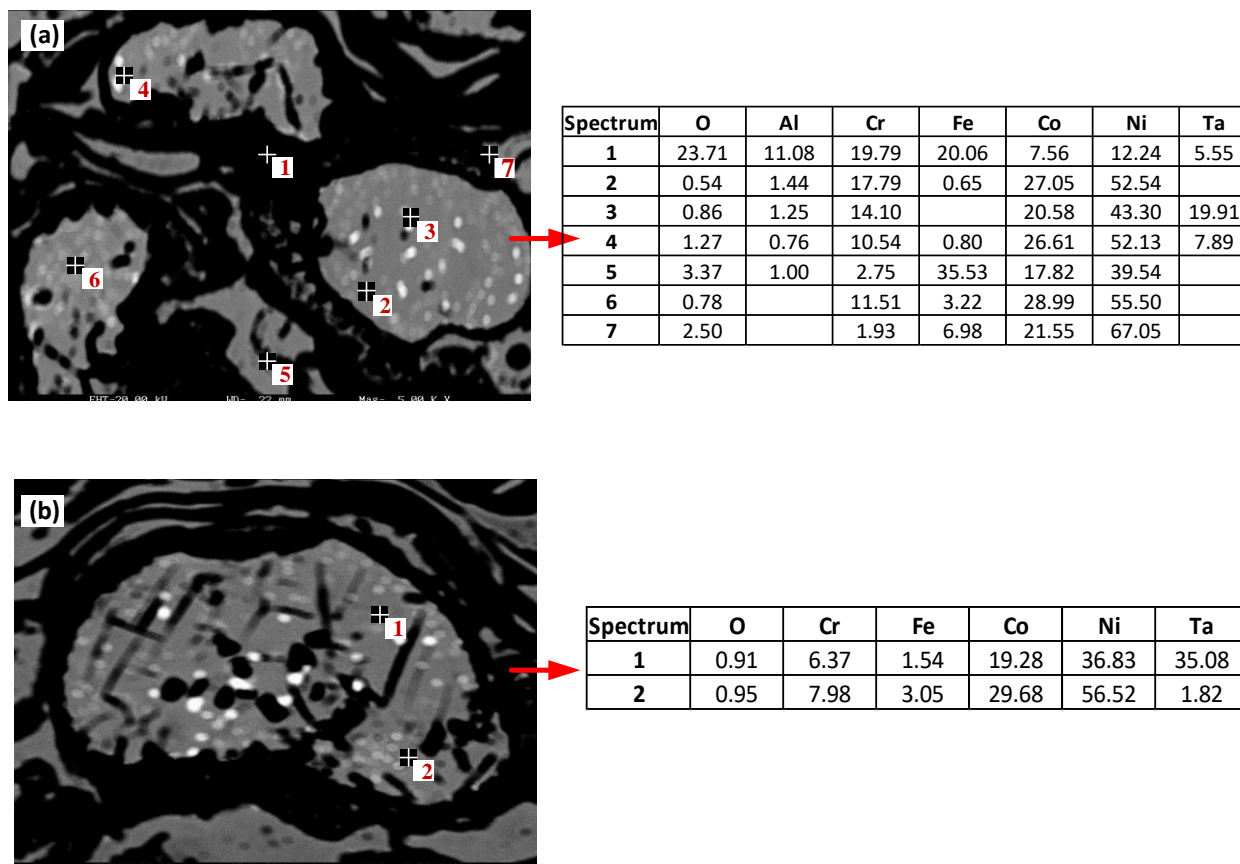 (a)
4
1
7
3
6
2
5
EHT-20.00 kV WD- 22 mm Mag- 5.00 K X
Spectrum O Al Cr Fe Co Ni Ta
1 23.71 11.08 19.79 20.06 7.56 12.24 5.55
2 0.54 1.44 17.79 0.65 27.05 52.54
3 0.86 1.25 14.10 20.58 43.30 19.91
4 1.27 0.76 10.54 0.80 26.61 52.13 7.89
5 3.37 1.00 2.75 35.53 17.82 39.54
6 0.78 11.51 3.22 28.99 55.50
7 2.50 1.93 6.98 21.55 67.05
(b)
1
2
Spectrum O Cr Fe Co Ni Ta
1 0.91 6.37 1.54 19.28 36.83 35.08
2 0.95 7.98 3.05 29.68 56.52 1.82